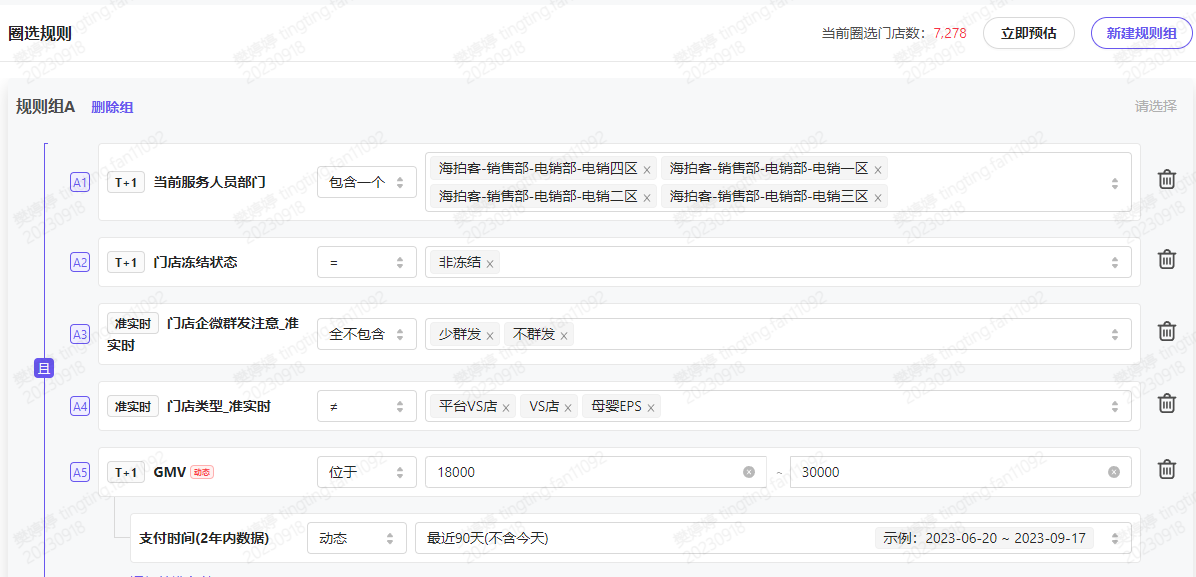 圈选规则
当前圈选门店数：7,278 立即预估 新建规则组
规则组A 删除组 请选择
A1 T+1 当前服务人员部门 包含一个 海拍客-销售部-电销部-电销四区 × 海拍客-销售部-电销部-电销一区 ×
海拍客-销售部-电销部-电销二区 × 海拍客-销售部-电销部-电销三区 ×
A2 T+1 门店冻结状态 = 非冻结 ×
A3 准实时 门店企微群发注意_准
实时 全不包含 少群发 × 不群发 ×
且
A4 准实时 门店类型_准实时 ≠ 平台VS店 × VS店 × 母婴EPS ×
A5 T+1 GMV 动态 位于 18000 ~ 30000
支付时间(2年内数据) 动态 最近90天(不含今天) 示例：2023-06-20 ~ 2023-09-17
樊婷婷 tingting.fan11092
20230918